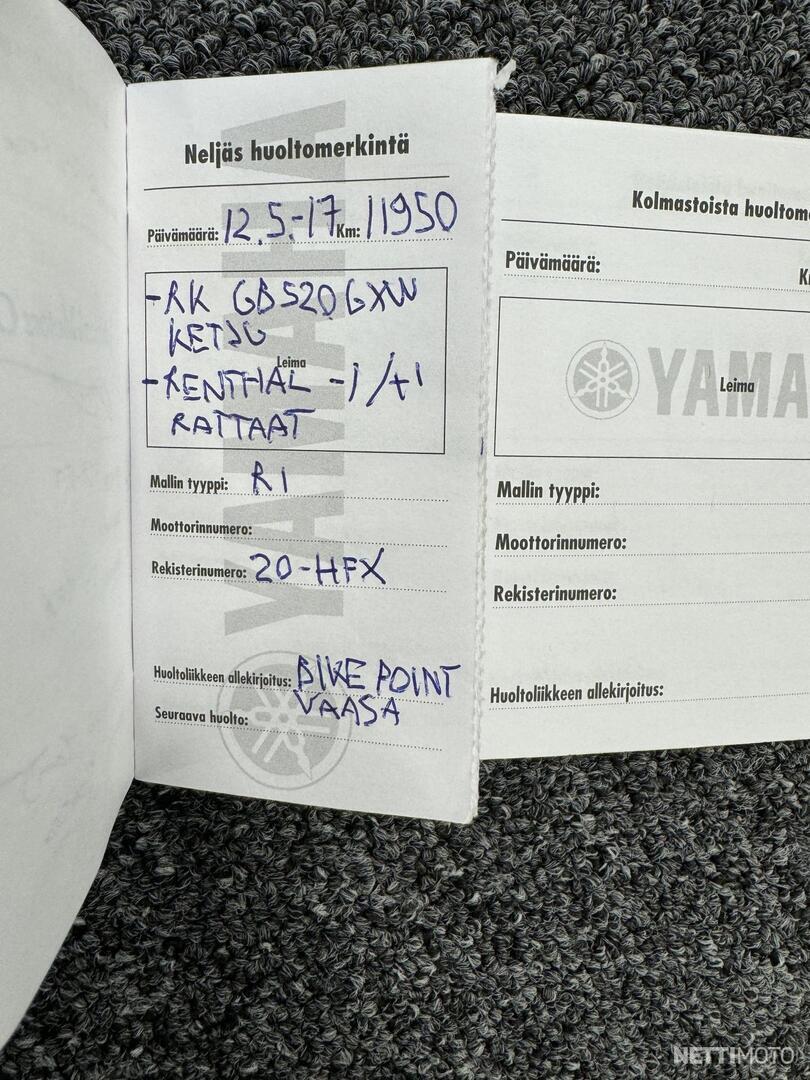 Neljäs huoltomerkintä
Päivämäärä: 12.5.-17 Km: 11950
-RK GB520GXW
KETJU
Leima
-RENTHAL -1/+1
RATTAAT
Mallin tyyppi: R1
Moottorinnumero:
Rekisterinumero: 20-HFX
Huoltoliikkeen allekirjoitus: BIKE POINT
VAASA
Seuraava huolto:
YAMAHA
Kolmastoista huoltome
Päivämäärä: K
YAMA
Leima
Mallin tyyppi:
Moottorinnumero:
Rekisterinumero:
Huoltoliikkeen allekirjoitus:
NETTIMOTO